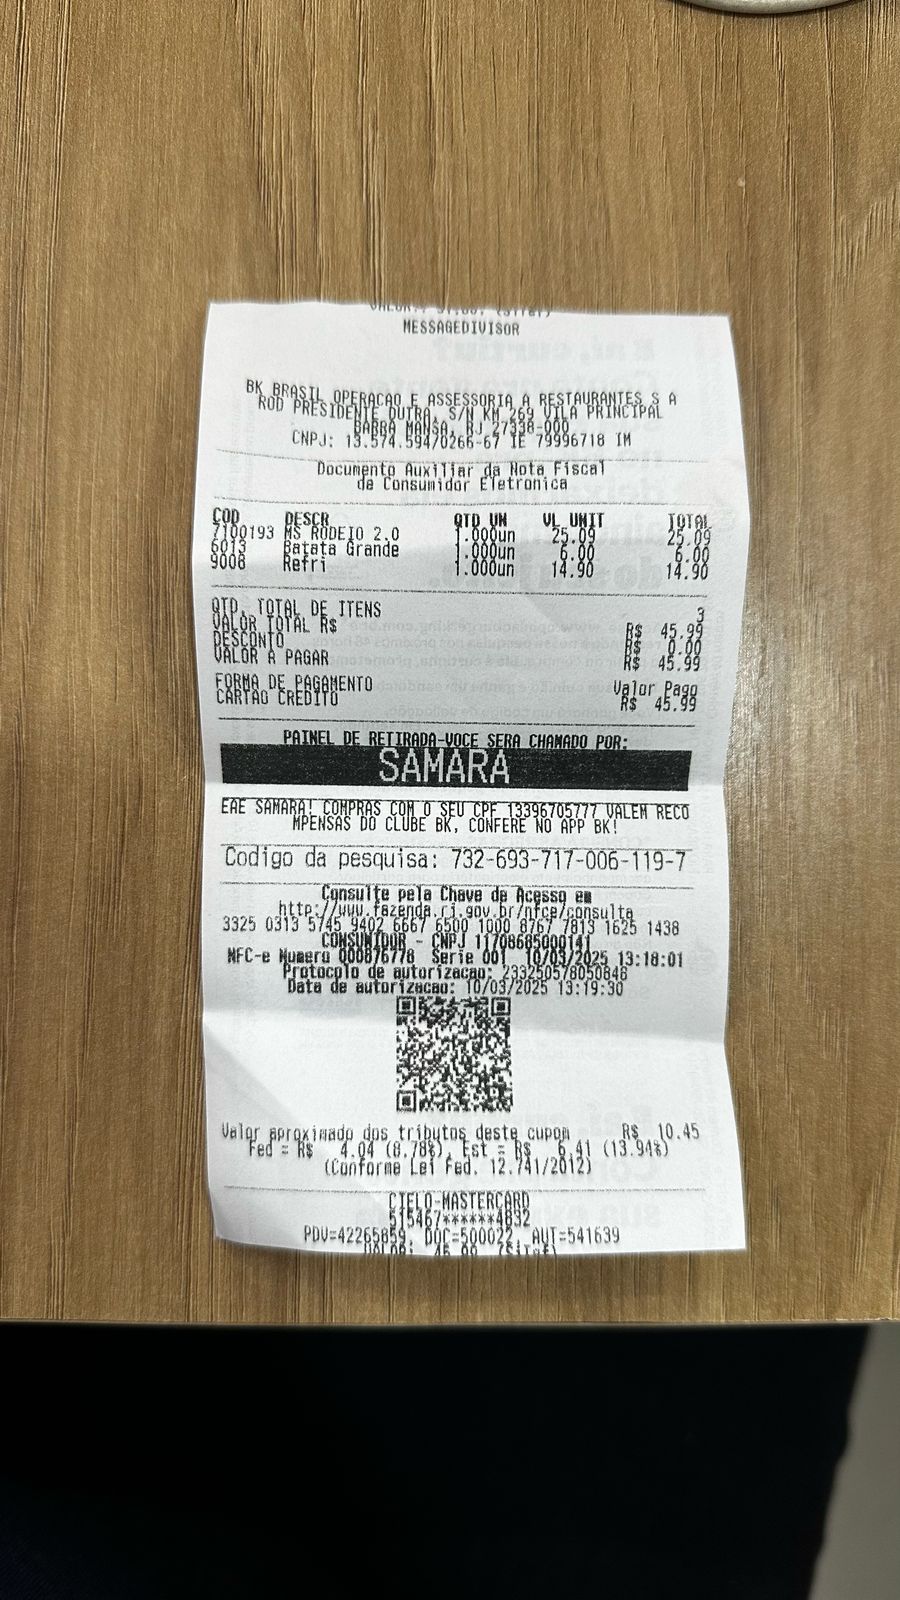 MESSAGEDIVISOR
BK BRASIL OPERACAO E ASSESSORIA A RESTAURANTES S A
ROD PRESIDENTE DUTRA, S/N KM 269 VILA PRINCIPAL
BARRA MANSA, RJ 27338-000
CNPJ: 13.574.594/0266-67 IE 79996718 IM
Documento Auxiliar da Nota Fiscal
de Consumidor Eletronica
COD DESCR QTD UN VL UNIT TOTAL
7100193 MS RODEIO 2.0 1.000un 25.09 25.09
6013 Batata Grande 1.000un 6.00 6.00
9008 Refri 1.000un 14.90 14.90
QTD. TOTAL DE ITENS 3
VALOR TOTAL R$ R$ 45.99
DESCONTO R$ 0.00
VALOR A PAGAR R$ 45.99
FORMA DE PAGAMENTO Valor Pago
CARTAO CREDITO R$ 45.99
PAINEL DE RETIRADA-VOCE SERA CHAMADO POR:
SAMARA
EAE SAMARA! COMPRAS COM O SEU CPF 13396705777 VALEM RECO
MPENSAS DO CLUBE BK, CONFERE NO APP BK!
Codigo da pesquisa: 732-693-717-006-119-7
Consulte pela Chave de Acesso em
http://www.fazenda.rj.gov.br/nfce/consulta
3325 0313 5745 9402 6667 6500 1000 8767 7813 1625 1438
CONSUMIDOR - CNPJ 11708685000141
NFC-e Numero 000876778 Serie 001 10/03/2025 13:18:01
Protocolo de autorizacao: 233250578050848
Data de autorizacao: 10/03/2025 13:19:30
Valor aproximado dos tributos deste cupom R$ 10.45
Fed = R$ 4.04 (8.78%), Est = R$ 6.41 (13.94%)
(Conforme Lei Fed. 12.741/2012)
CIELO-MASTERCARD
515467******4892
PDV=42265859, DOC=500022, AUT=541639
VALOR: 45.99 (SiTef)